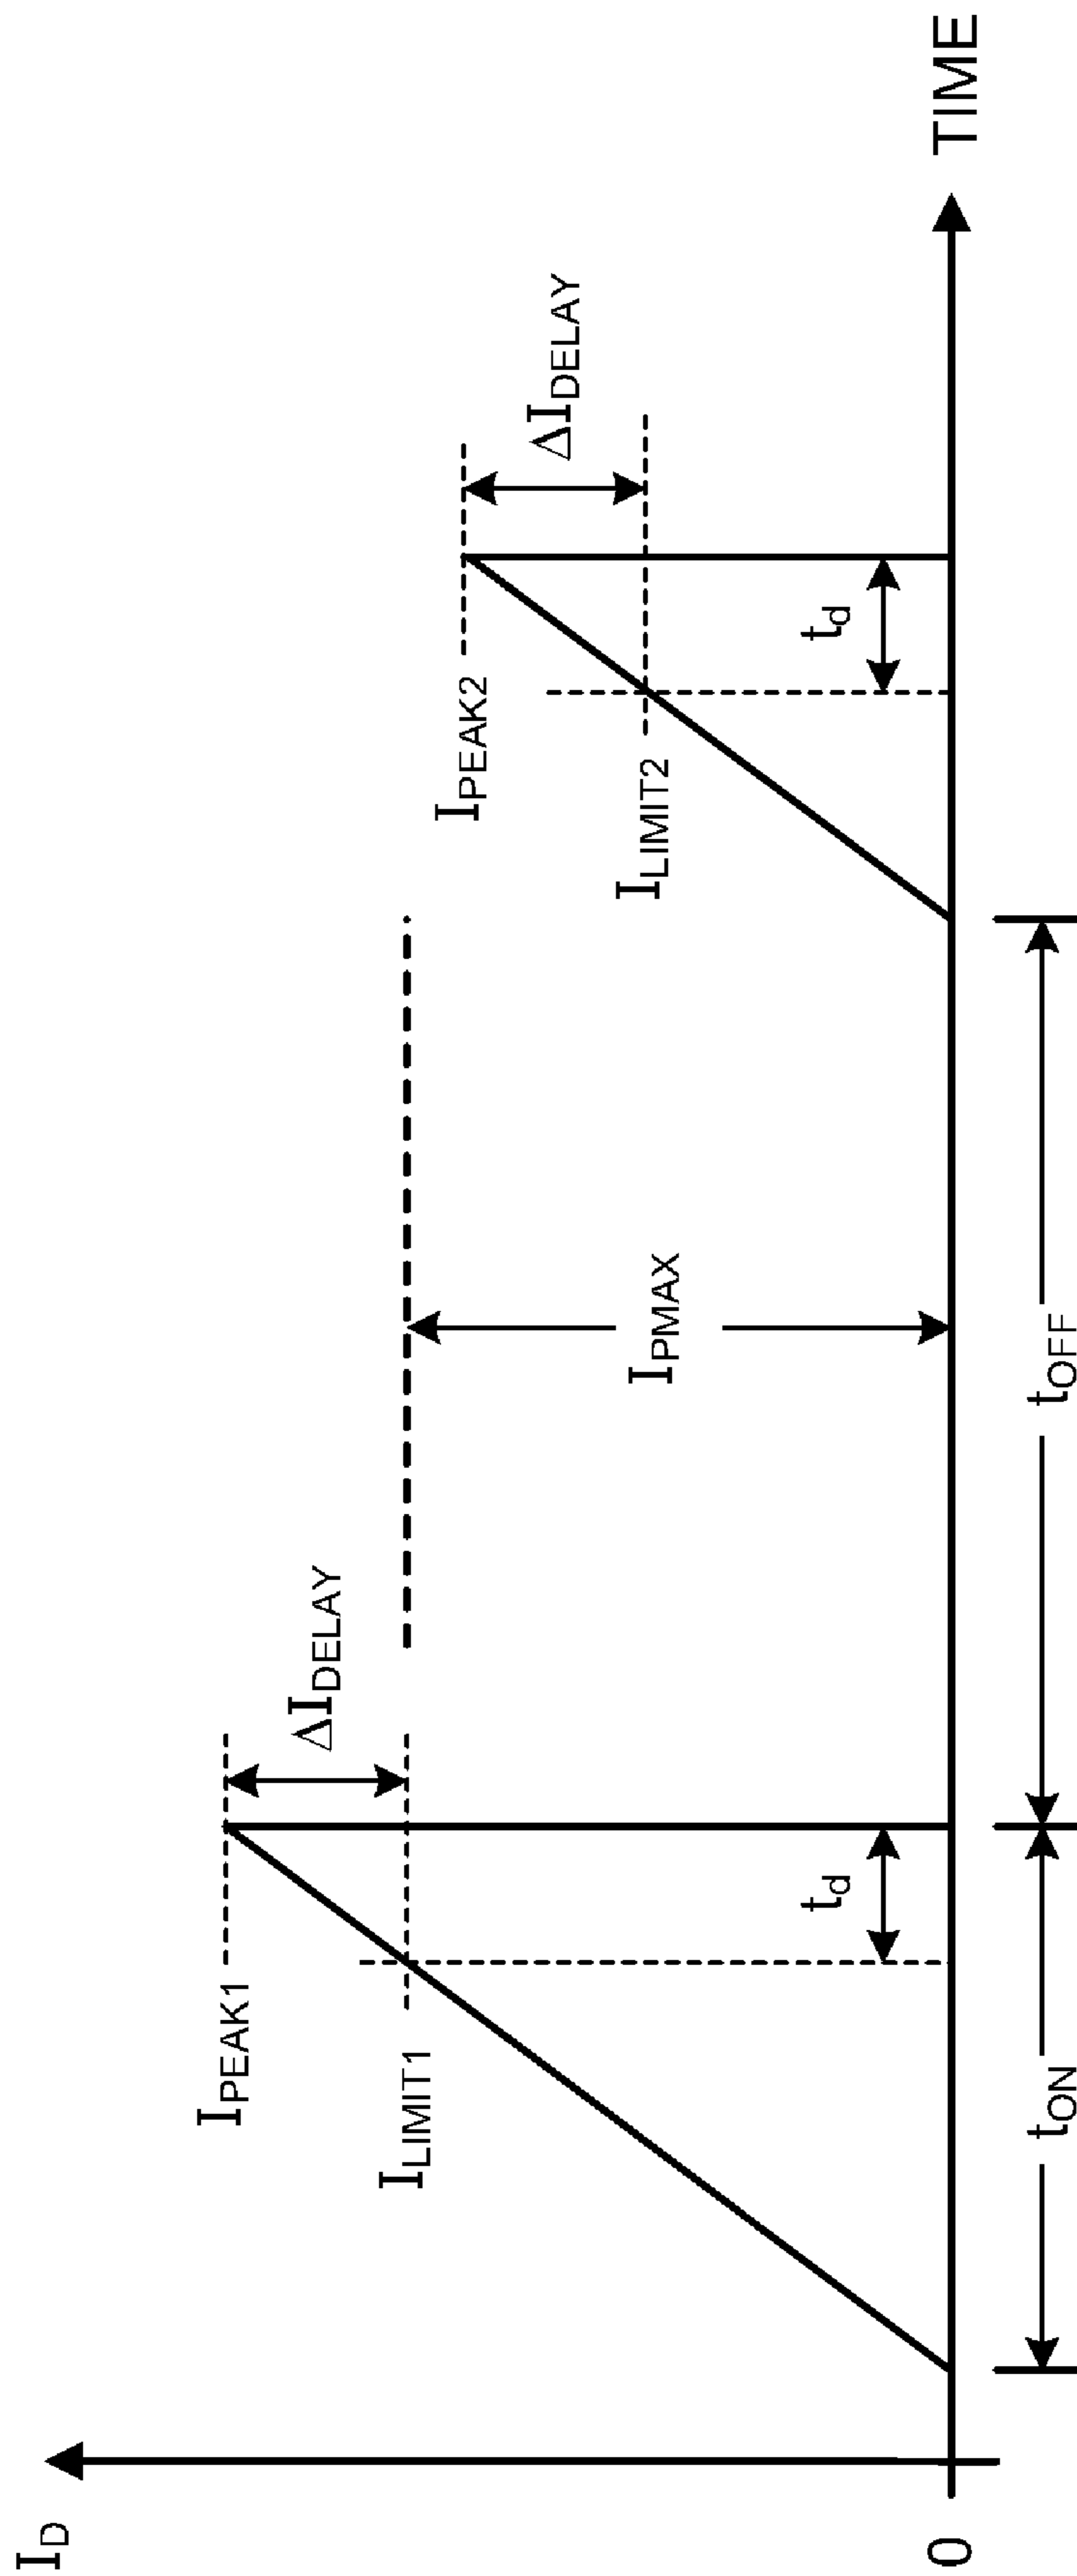 I_D
I_PEAK1
ΔI_DELAY
I_LIMIT1
I_PEAK2
ΔI_DELAY
I_PMAX
I_LIMIT2
t_d
t_d
0
TIME
t_ON
t_OFF